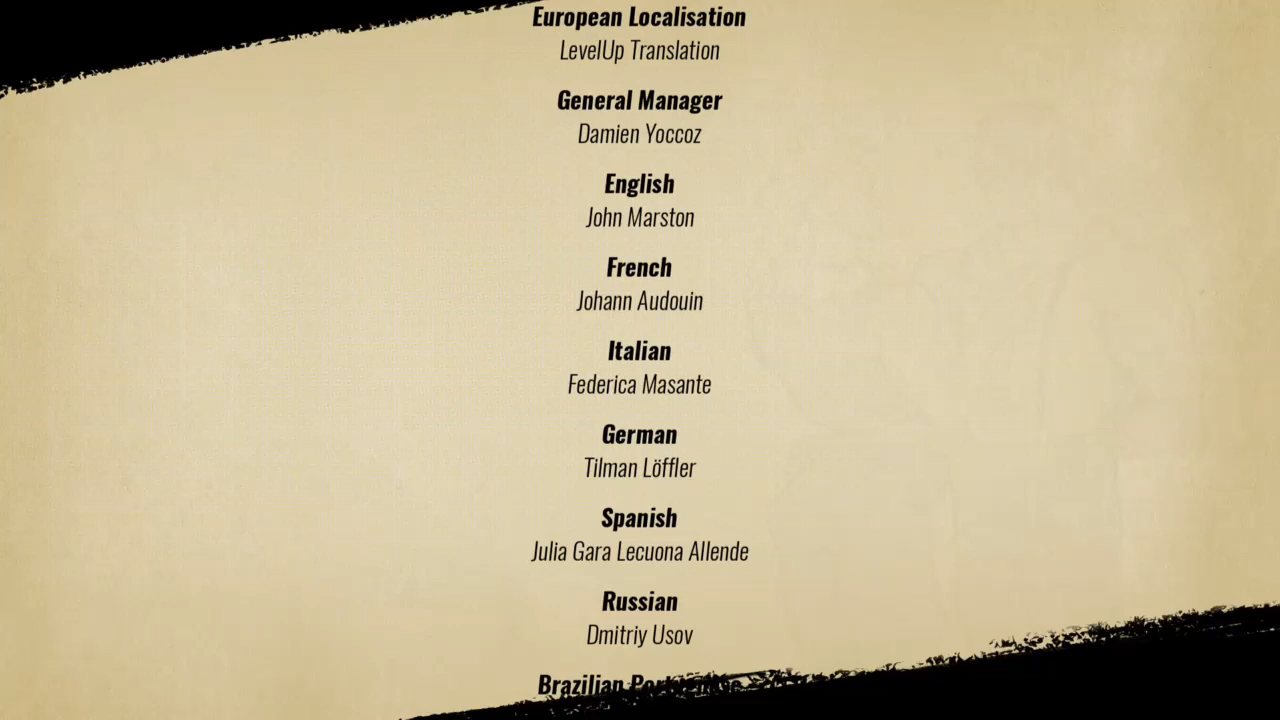 European Localisation
LevelUp Translation
General Manager
Damien Yoccoz
English
John Marston
French
Johann Audouin
Italian
Federica Masante
German
Tilman Löffler
Spanish
Julia Gara Lecuona Allende
Russian
Dmitriy Usov
Brazilian